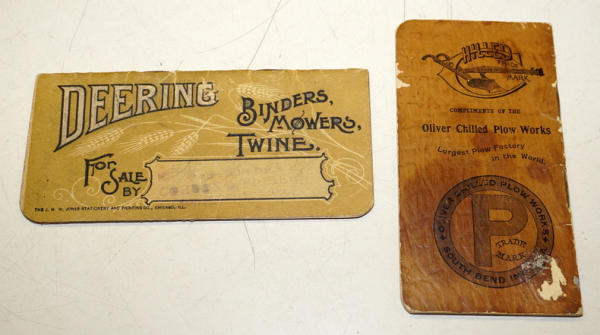 DEERING
BINDERS,
MOWERS,
TWINE.
FOR
SALE
BY
THE J. M. W. JONES STATIONERY AND PRINTING CO., CHICAGO, ILL.
TRADE
MARK
COMPLIMENTS OF THE
Oliver Chilled Plow Works
Largest Plow Factory
in the World.
OLIVER CHILLED PLOW WORKS
P
TRADE
MARK
SOUTH BEND